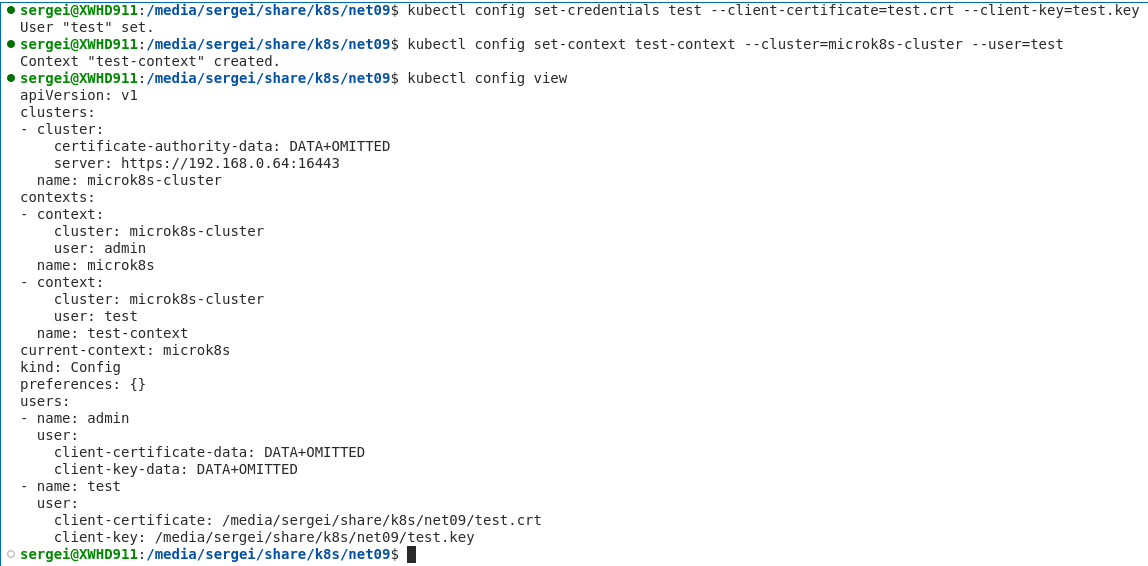 sergei@XWHD911:/media/sergei/share/k8s/net09$ kubectl config set-credentials test --client-certificate=test.crt --client-key=test.key
User "test" set.
sergei@XWHD911:/media/sergei/share/k8s/net09$ kubectl config set-context test-context --cluster=microk8s-cluster --user=test
Context "test-context" created.
sergei@XWHD911:/media/sergei/share/k8s/net09$ kubectl config view
apiVersion: v1
clusters:
- cluster:
    certificate-authority-data: DATA+OMITTED
    server: https://192.168.0.64:16443
  name: microk8s-cluster
contexts:
- context:
    cluster: microk8s-cluster
    user: admin
  name: microk8s
- context:
    cluster: microk8s-cluster
    user: test
  name: test-context
current-context: microk8s
kind: Config
preferences: {}
users:
- name: admin
  user:
    client-certificate-data: DATA+OMITTED
    client-key-data: DATA+OMITTED
- name: test
  user:
    client-certificate: /media/sergei/share/k8s/net09/test.crt
    client-key: /media/sergei/share/k8s/net09/test.key
sergei@XWHD911:/media/sergei/share/k8s/net09$